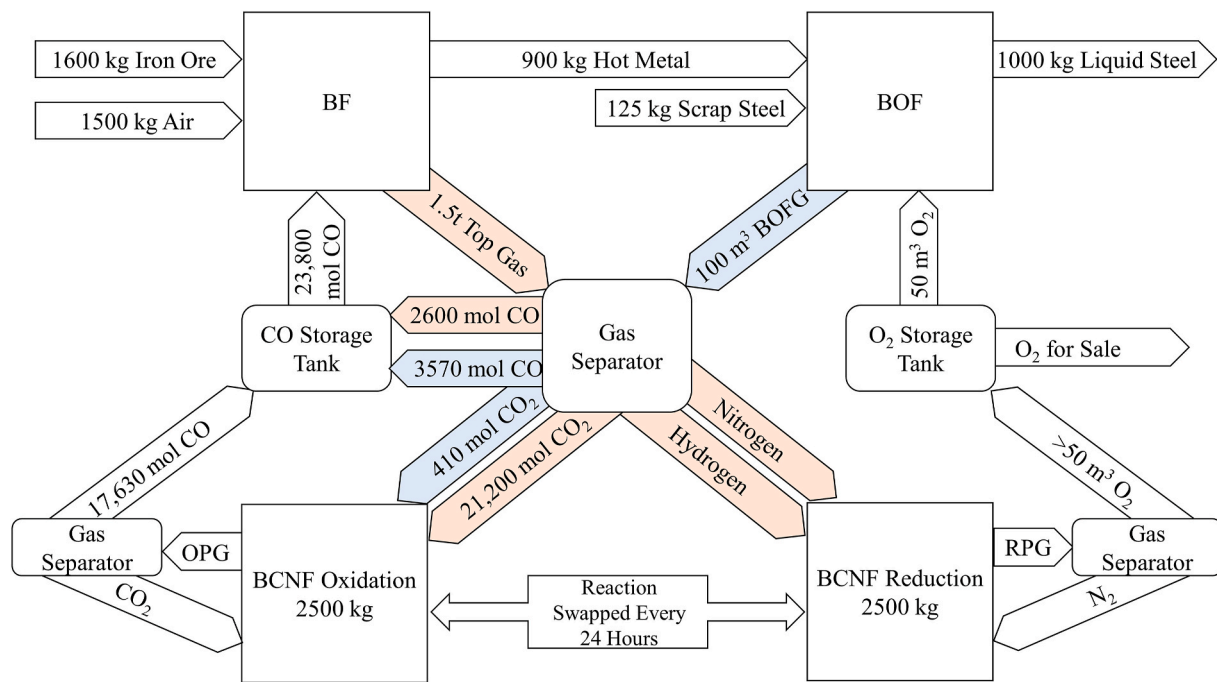 1600 kg Iron Ore
1500 kg Air
BF
900 kg Hot Metal
125 kg Scrap Steel
BOF
1000 kg Liquid Steel
1.5t Top Gas
100 m³ BOFG
23,800
mol CO
50 m³ O₂
CO Storage
Tank
2600 mol CO
3570 mol CO
Gas
Separator
O₂ Storage
Tank
O₂ for Sale
410 mol CO₂
21,200 mol CO₂
Nitrogen
Hydrogen
17,630 mol CO
>50 m³ O₂
Gas
Separator
OPG
CO₂
BCNF Oxidation
2500 kg
Reaction
Swapped Every
24 Hours
BCNF Reduction
2500 kg
RPG
Gas
Separator
N₂